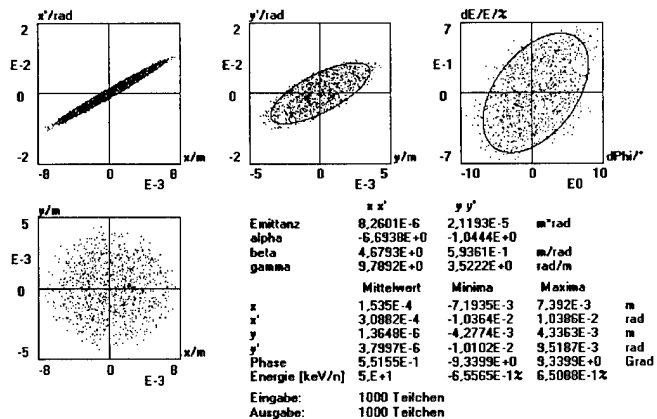 x'/rad
2
E-2
0
-2
-8 0 8
E-3
x/m
y'/rad
2
E-2
0
-2
-5 0 5
E-3
y/m
dE/E/%
7
E-1
0
-7
-10 0 10
E0
dPhi/°
y/m
5
E-3
0
-5
-8 0 8
E-3
x/m
x x' y y'
Emittanz 8,2601E-6 2,1193E-5 m*rad
alpha -6,6938E+0 -1,0444E+0
beta 4,6793E+0 5,9361E-1 m/rad
gamma 9,7892E+0 3,5222E+0 rad/m
Mittelwert Minima Maxima
x 1,535E-4 -7,1935E-3 7,392E-3 m
x' 3,0882E-4 -1,0364E-2 1,0386E-2 rad
y 1,3648E-6 -4,2774E-3 4,3363E-3 m
y' 3,7997E-6 -1,0102E-2 9,5187E-3 rad
Phase 5,5155E-1 -9,3399E+0 9,3399E+0 Grad
Energie [keV/n] 5,E+1 -6,5565E-1% 6,5088E-1%
Eingabe: 1000 Teilchen
Ausgabe: 1000 Teilchen